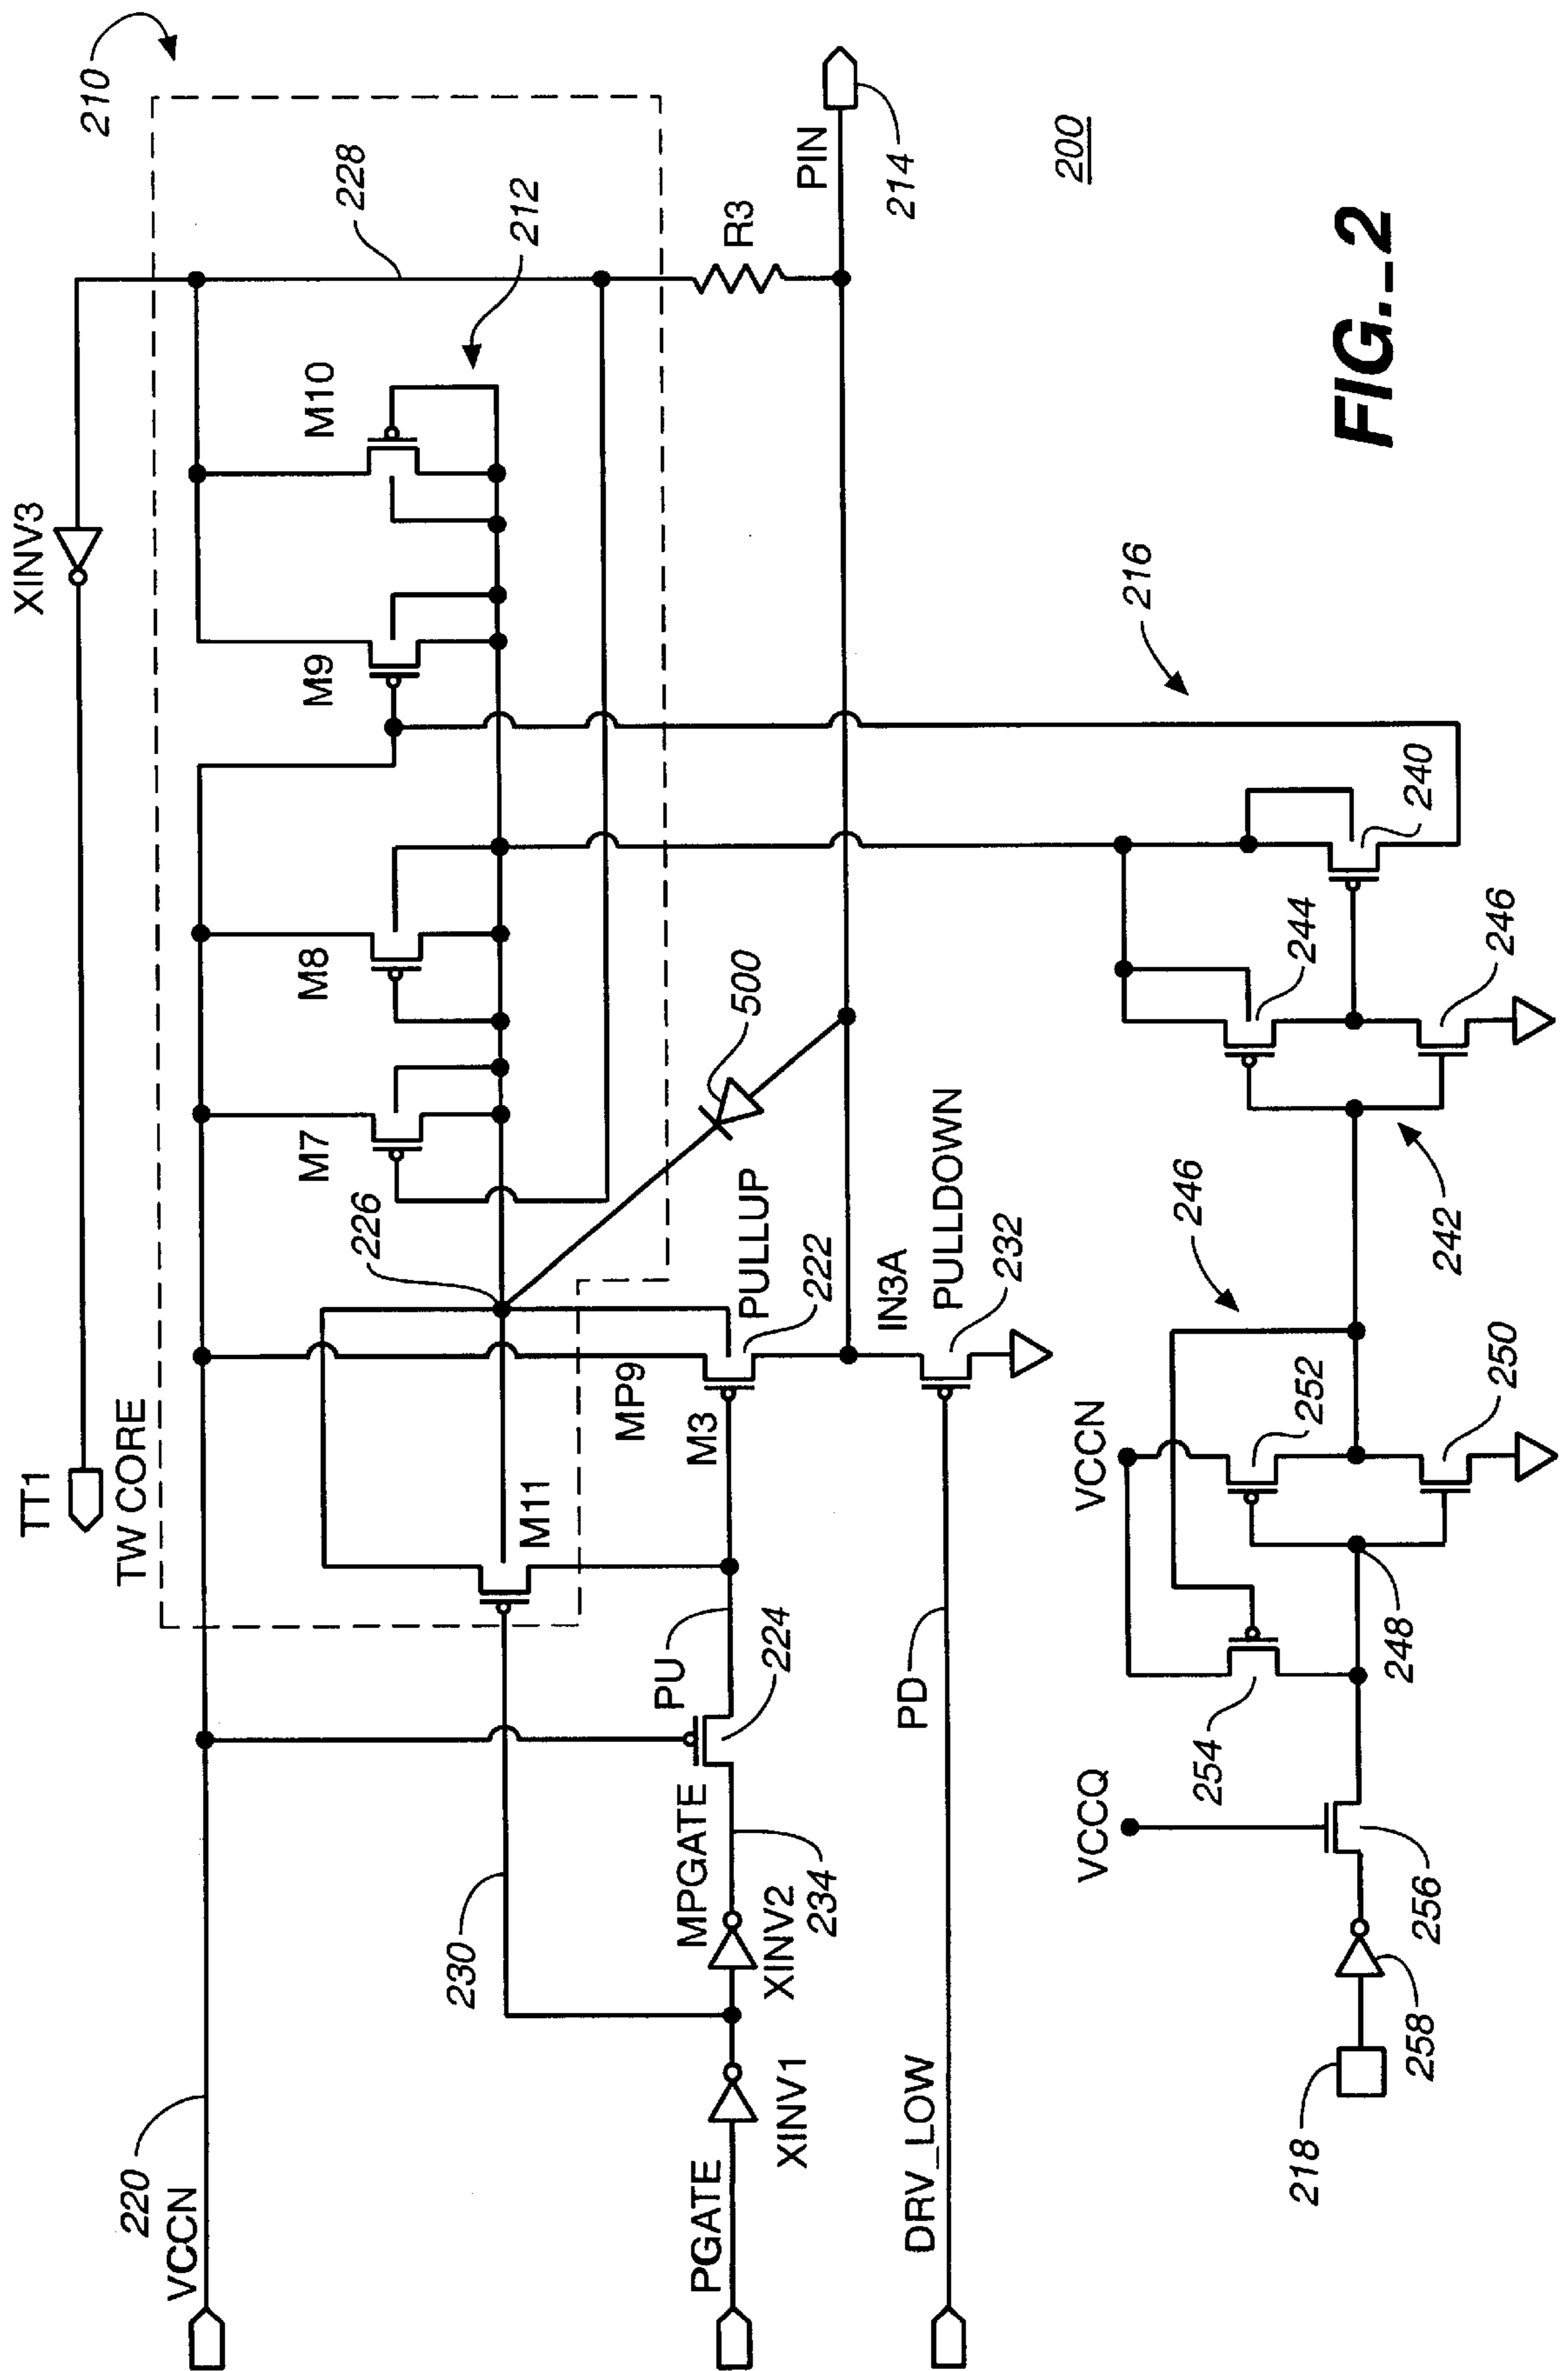 210
XINV3
TT1
TW CORE
228
212
M10
M9
M8
M7
M11
R3
PIN
214
200
220
VCCN
226
500
PULLUP
222
MP9
M3
PU
224
230
MPGATE
234
XINV2
XINV1
PGATE
IN3A
PULLDOWN
232
PD
DRV_LOW
216
240
244
246
242
246
VCCN
252
250
248
254
VCCQ
256
258
218
FIG._2